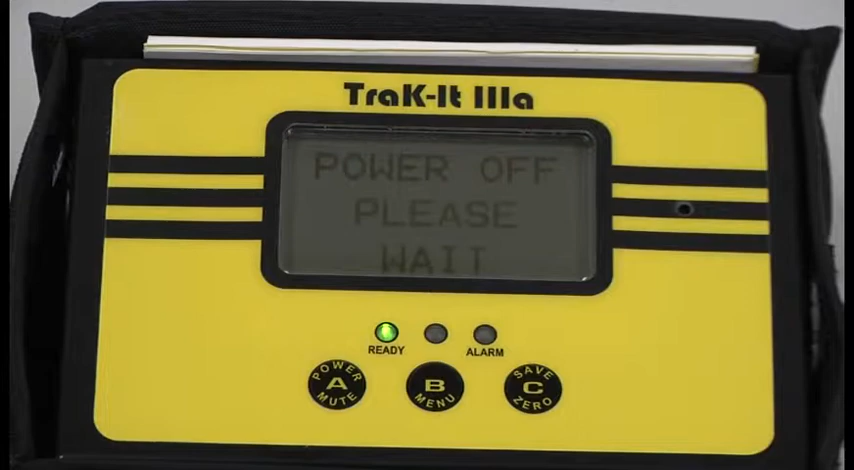 TraK-It IIIa
POWER OFF
PLEASE
WAIT
READY
ALARM
POWER A MUTE
B MENU
SAVE C ZERO